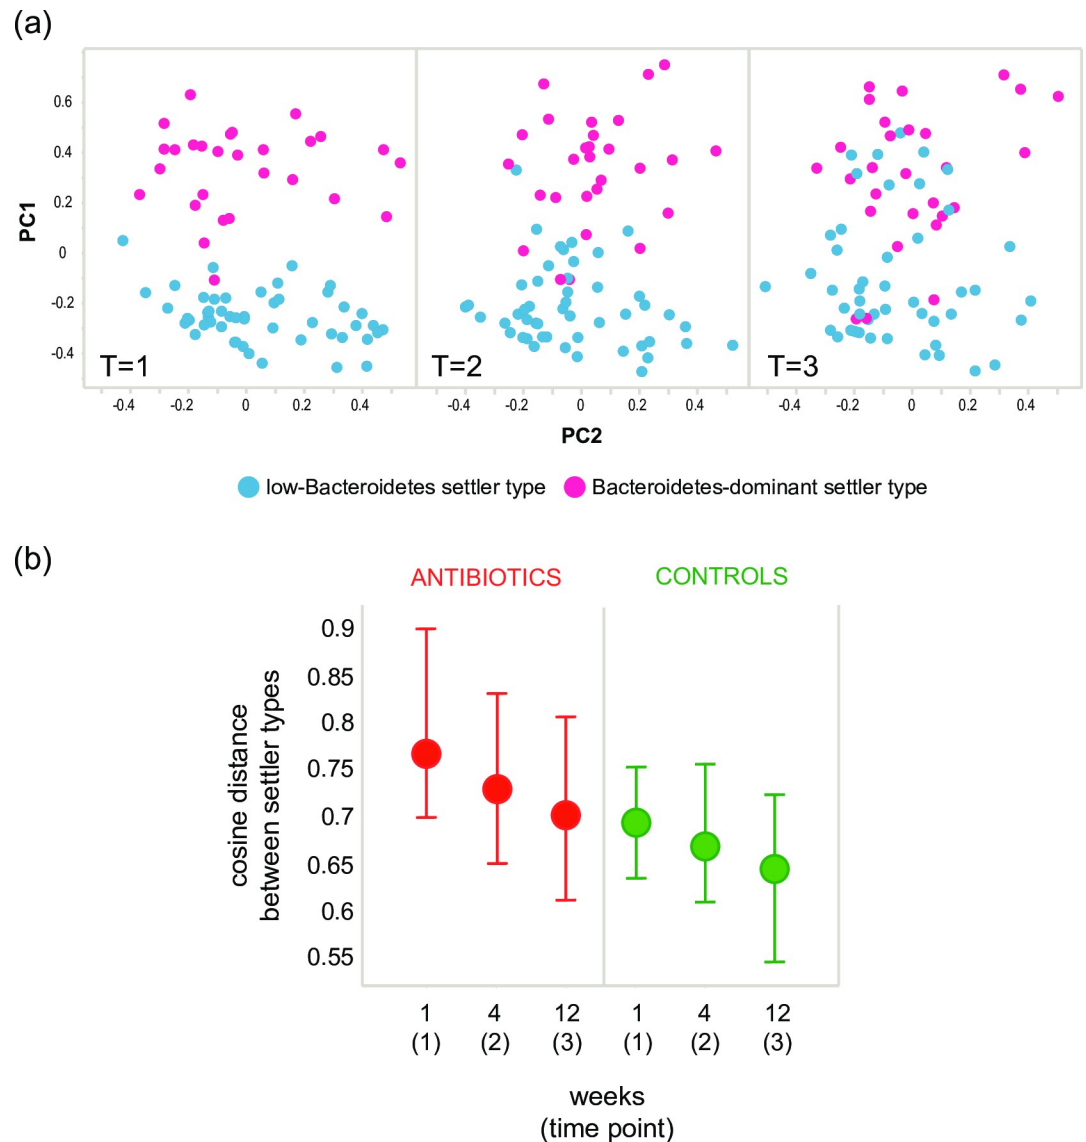 (a)
0.6
0.4
0.2
0
-0.2
-0.4
PC1
T=1
T=2
T=3
-0.4 -0.2 0 0.2 0.4 -0.4 -0.2 0 0.2 0.4 -0.4 -0.2 0 0.2 0.4
PC2
low-Bacteroidetes settler type Bacteroidetes-dominant settler type
(b)
ANTIBIOTICS CONTROLS
0.9
0.85
0.8
0.75
0.7
0.65
0.6
0.55
cosine distance
between settler types
1 4 12 1 4 12
(1) (2) (3) (1) (2) (3)
weeks
(time point)